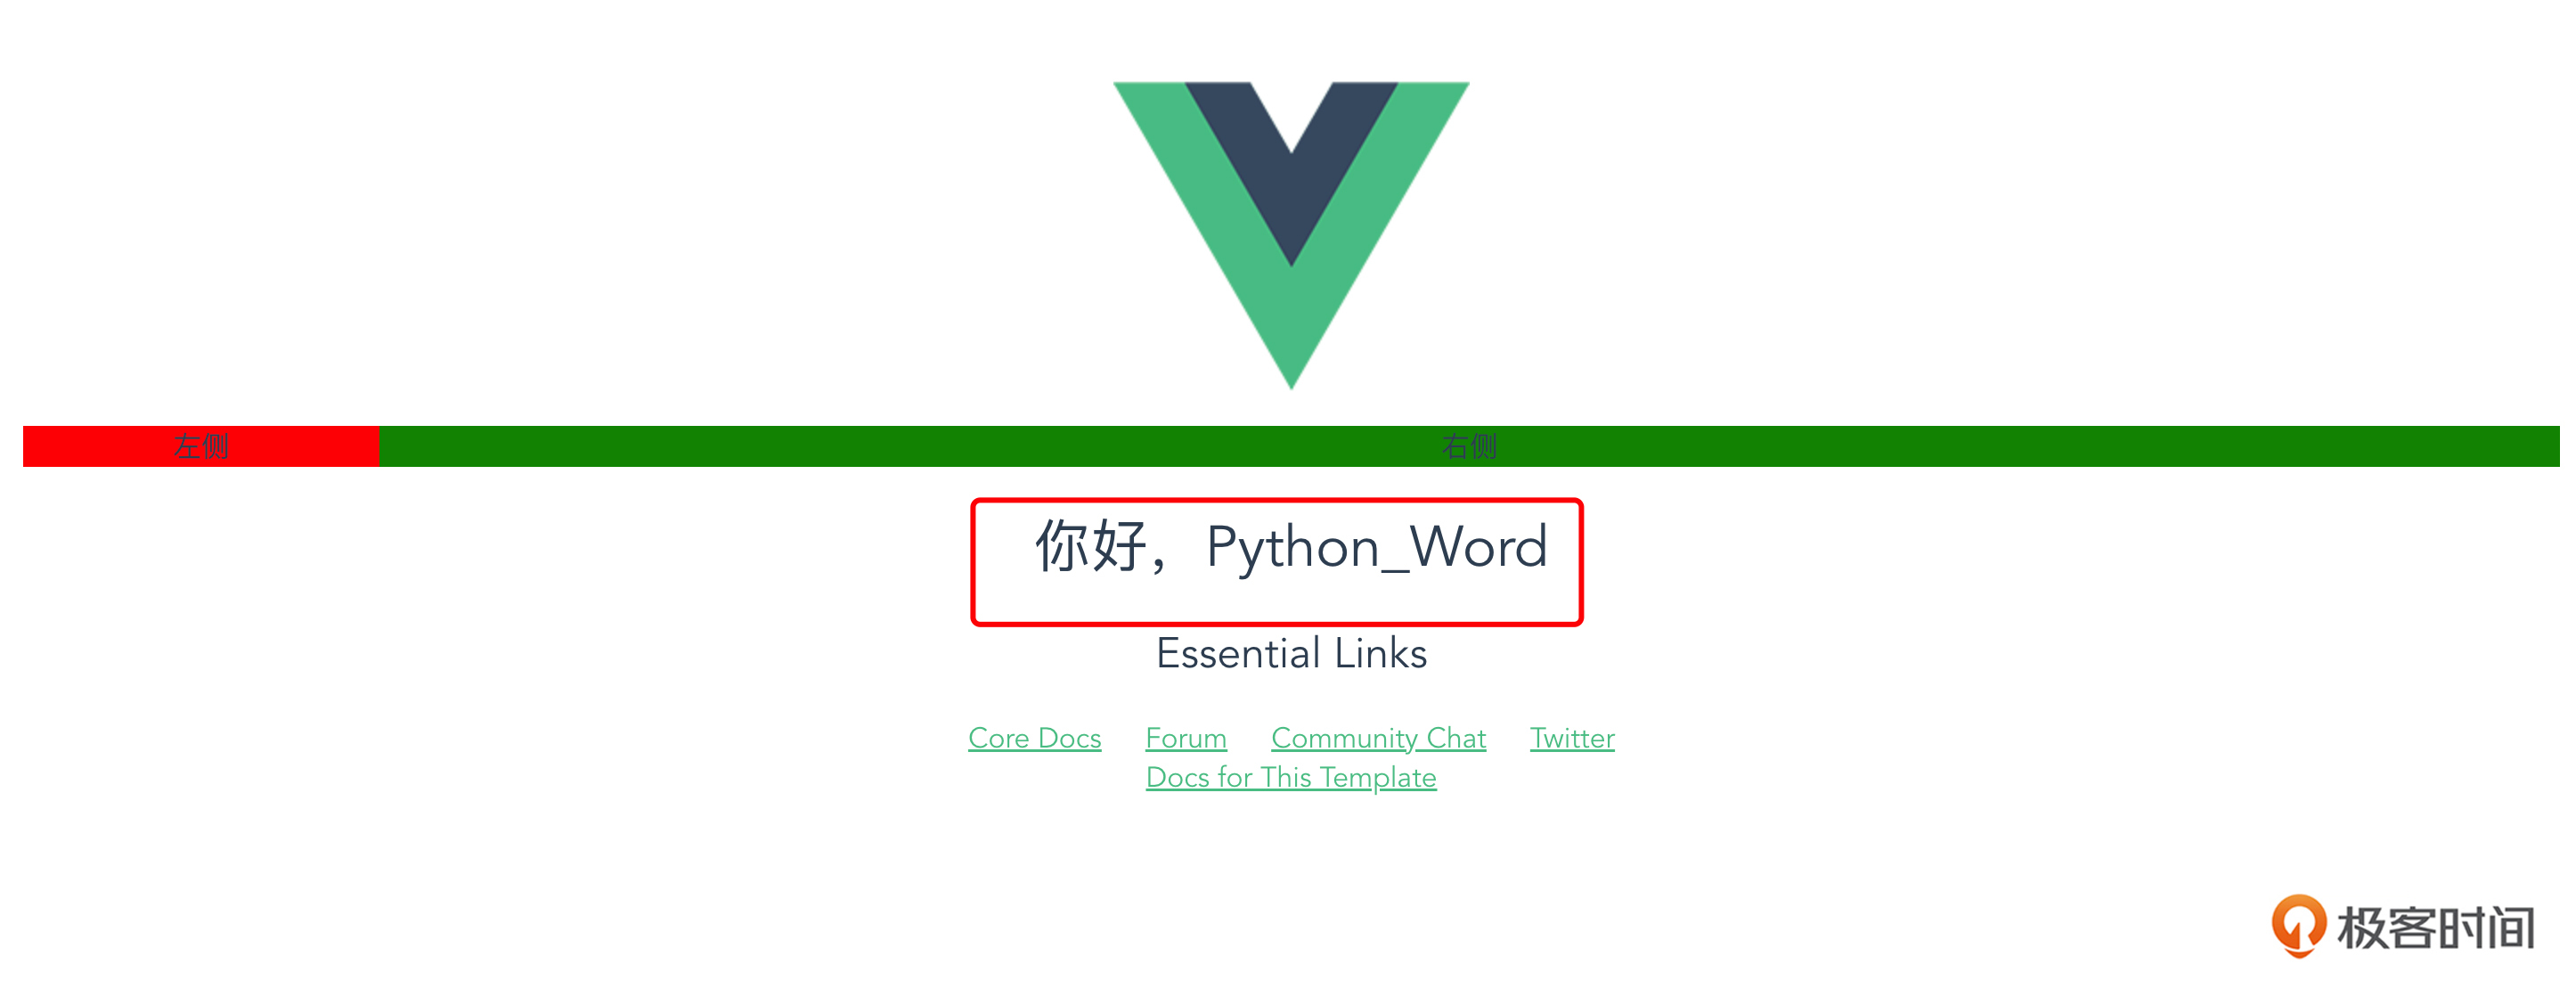 左侧 右侧
你好，Python_Word
Essential Links
Core Docs Forum Community Chat Twitter
Docs for This Template
极客时间